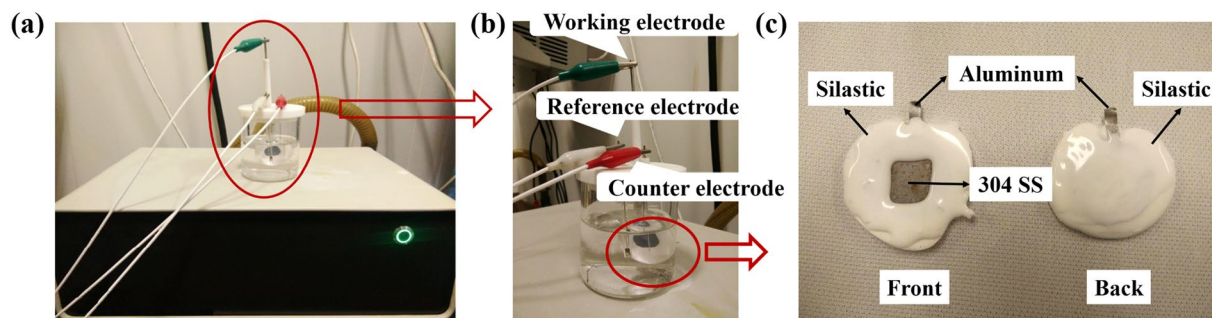 (a)
(b)
Working electrode
Reference electrode
Counter electrode
(c)
Silastic
Aluminum
Silastic
304 SS
Front
Back